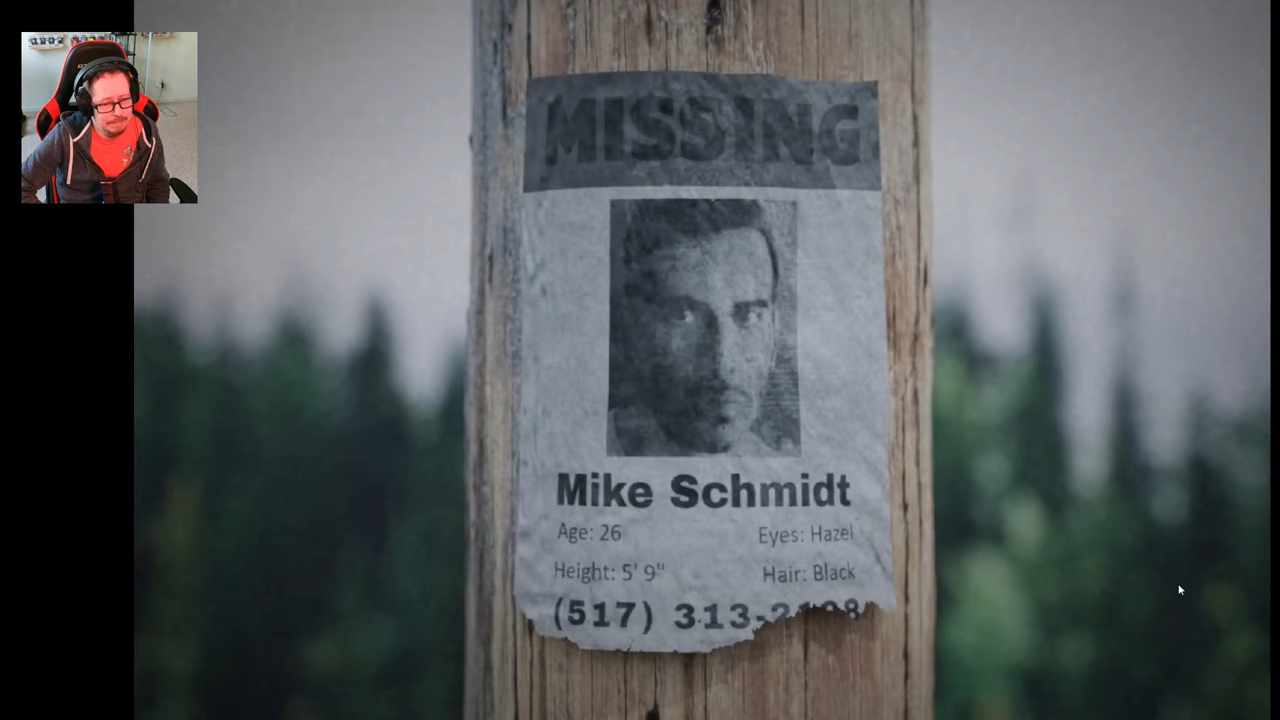 MISSING
Mike Schmidt
Age: 26 Eyes: Hazel
Height: 5' 9" Hair: Black
(517) 313-